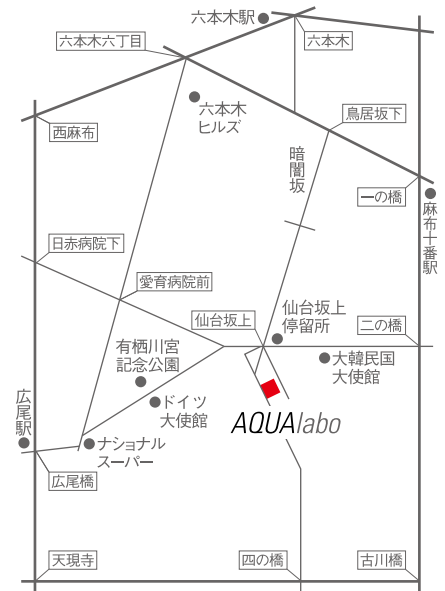 六本木駅
六本木六丁目
六本木
六本木
ヒルズ
鳥居坂下
西麻布
暗闇坂
一の橋
麻布十番駅
日赤病院下
愛育病院前
仙台坂上
仙台坂上
停留所
二の橋
有栖川宮
記念公園
大韓民国
大使館
広尾駅
ドイツ
大使館
AQUAlabo
ナショナル
スーパー
広尾橋
天現寺
四の橋
古川橋